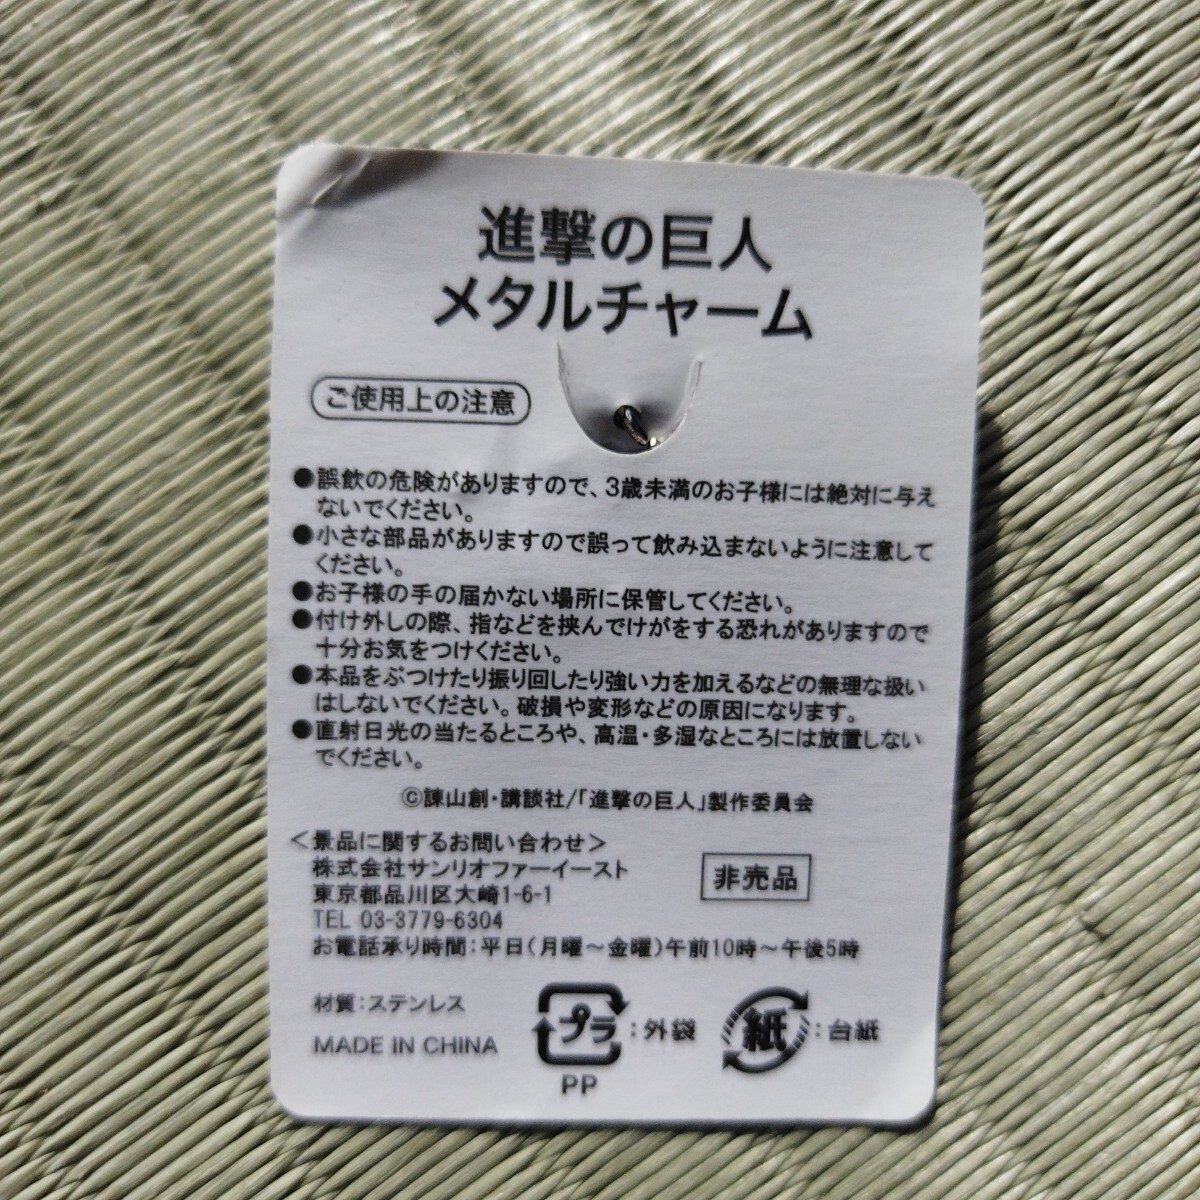 進撃の巨人
メタルチャーム
ご使用上の注意
●誤飲の危険がありますので、3歳未満のお子様には絶対に与え
ないでください。
●小さな部品がありますので誤って飲み込まないように注意して
ください。
●お子様の手の届かない場所に保管してください。
●付け外しの際、指などを挟んでけがをする恐れがありますので
十分お気をつけください。
●本品をぶつけたり振り回したり強い力を加えるなどの無理な扱い
はしないでください。破損や変形などの原因になります。
●直射日光の当たるところや、高温・多湿なところには放置しない
でください。
©諫山創・講談社/「進撃の巨人」製作委員会
＜景品に関するお問い合わせ＞
株式会社サンリオファーイースト
東京都品川区大崎1-6-1
TEL 03-3779-6304
お電話承り時間:平日(月曜～金曜)午前10時～午後5時
非売品
材質:ステンレス
MADE IN CHINA
プラ:外袋
PP
紙:台紙